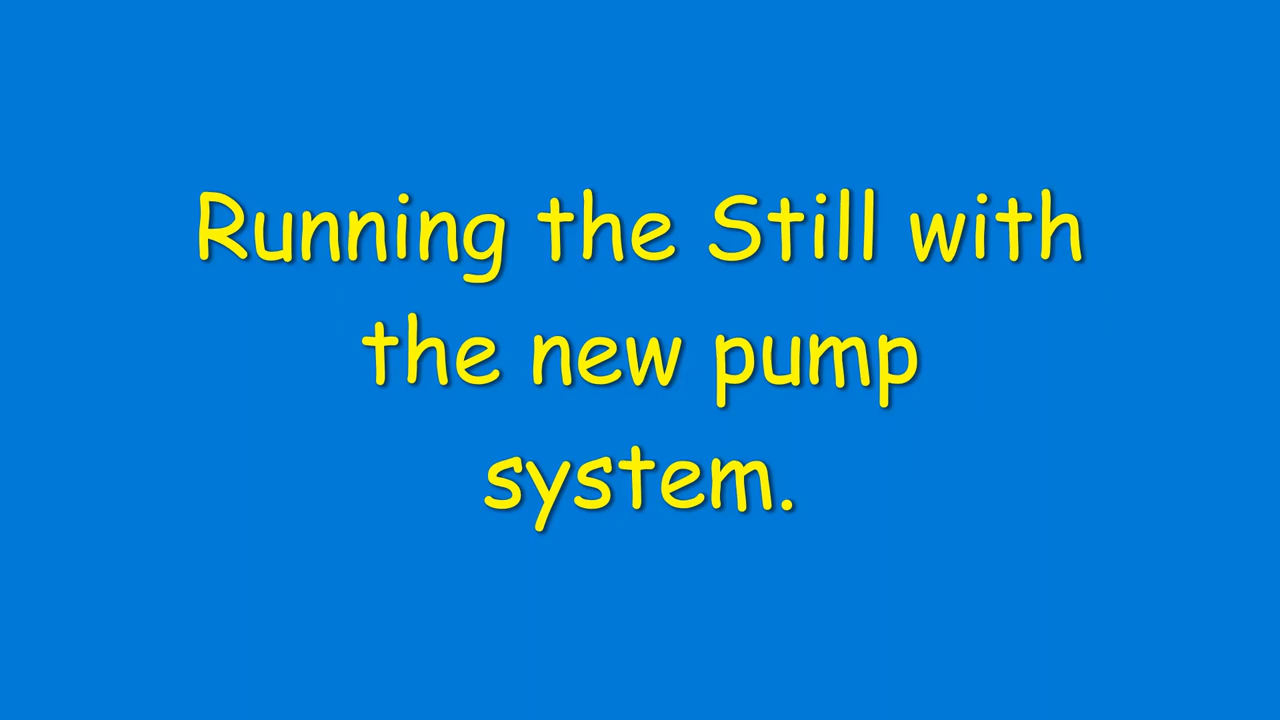 Running the Still with
the new pump
system.